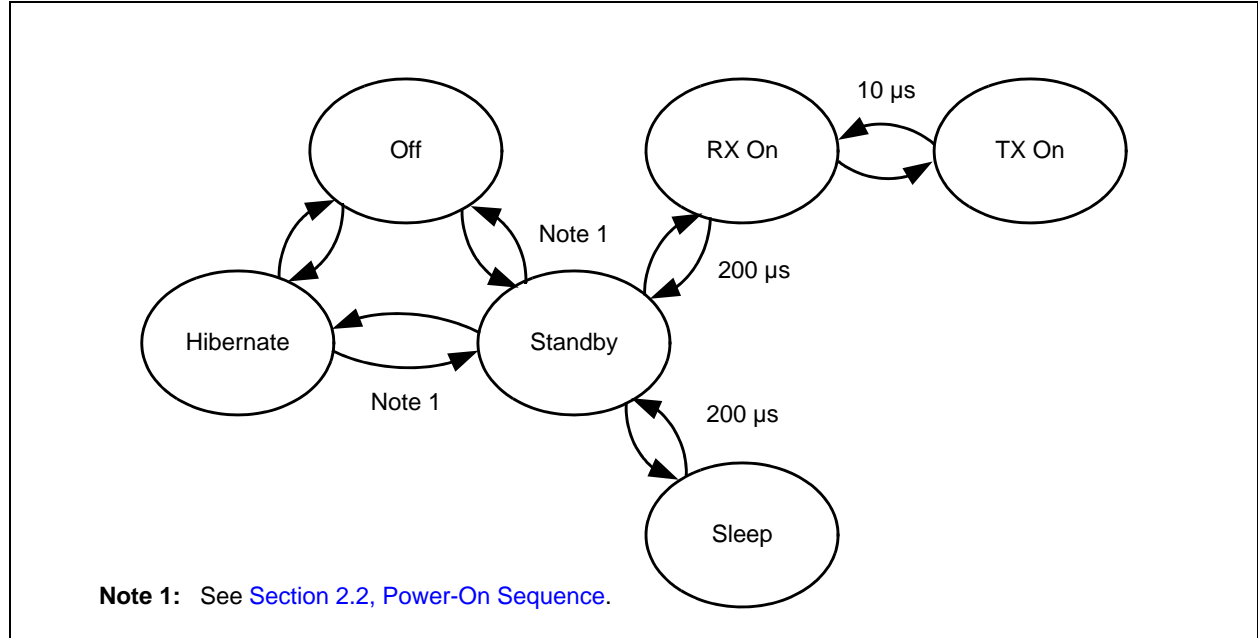 10 µs
Off
RX On
TX On
Note 1
200 µs
Hibernate
Standby
Note 1
200 µs
Sleep
Note 1: See Section 2.2, Power-On Sequence.